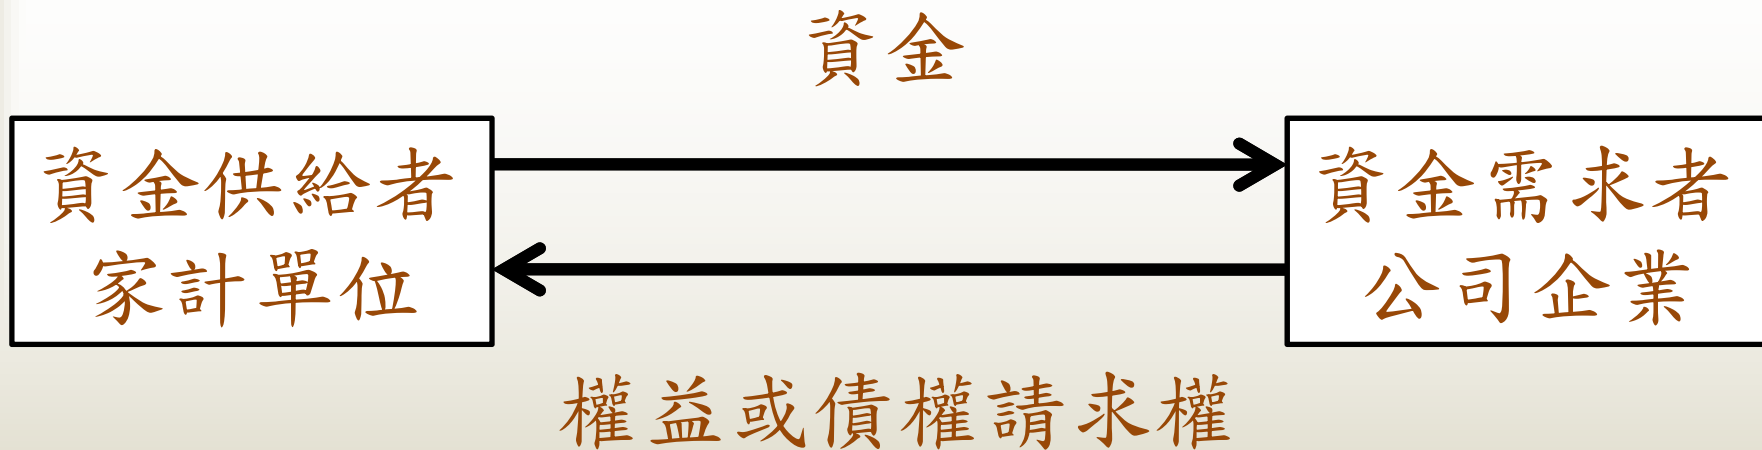 資金
資金供給者
家計單位
資金需求者
公司企業
權益或債權請求權